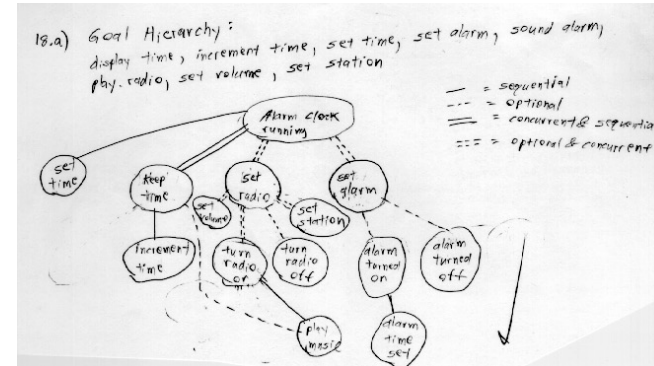 18.a) Goal Hierarchy:
display time, increment time, set time, set alarm, sound alarm,
play radio, set volume, set station
— = sequential
--- = optional
= concurrent & sequentia
=== = optional & concurrent
Alarm clock
running
set
time
keep
time
set
radio
set
alarm
set
volume
set
station
increment
time
turn
radio
on
turn
radio
off
alarm
turned
on
alarm
turned
off
play
music
alarm
time
set